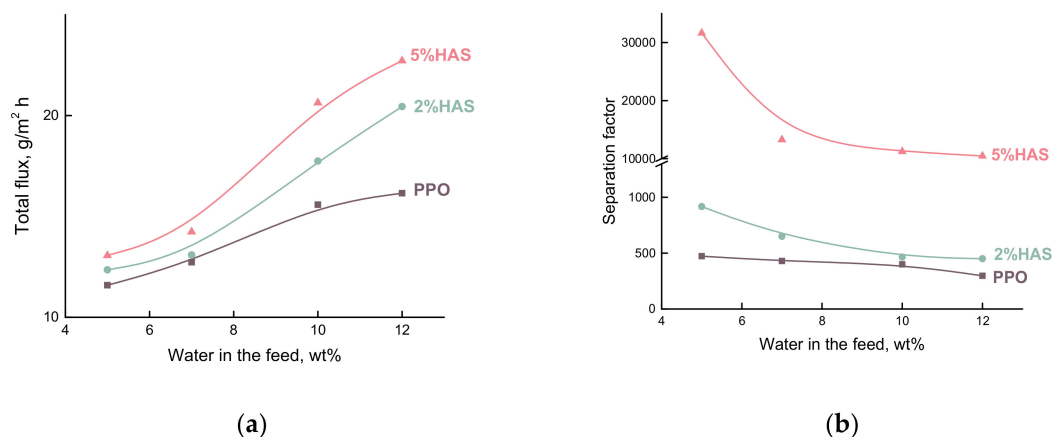 Total flux, g/m² h
20
10
5%HAS
2%HAS
PPO
4
6
8
10
12
Water in the feed, wt%
(a)
Separation factor
30000
20000
10000
1000
500
0
5%HAS
2%HAS
PPO
4
6
8
10
12
Water in the feed, wt%
(b)